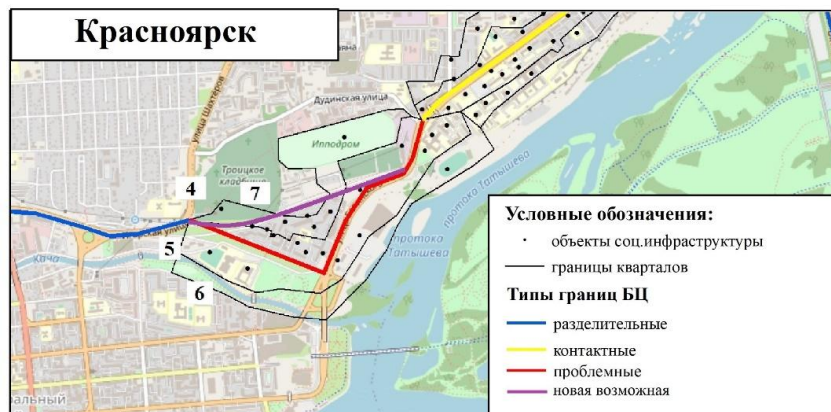 Красноярск
Дудинская улица
улица Шахтёров
Ипподром
Троицкое
кладбище
4
7
протока Татышева
5
Кача
6
протока
Татышева
Условные обозначения:
объекты соц.инфраструктуры
границы кварталов
Типы границ БЦ
разделительные
контактные
проблемные
новая возможная